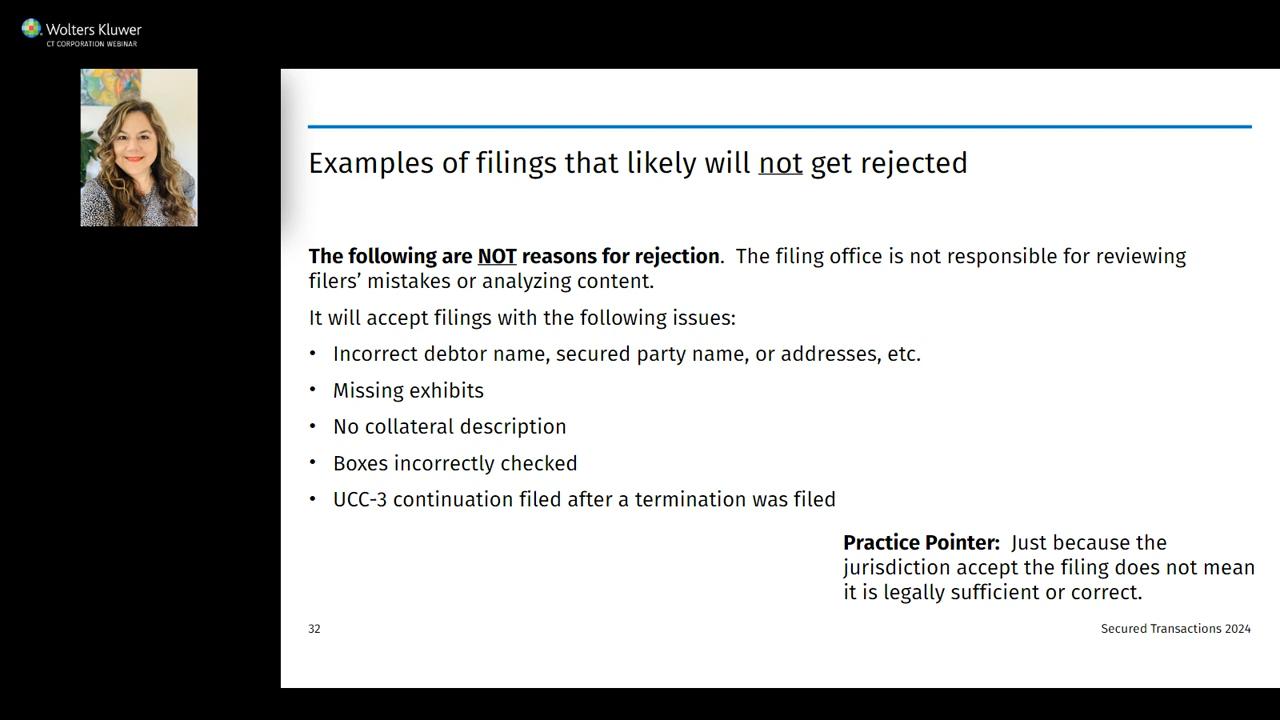 Wolters Kluwer
CT CORPORATION WEBINAR
Examples of filings that likely will not get rejected
The following are NOT reasons for rejection.  The filing office is not responsible for reviewing
filers’ mistakes or analyzing content.
It will accept filings with the following issues:
• Incorrect debtor name, secured party name, or addresses, etc.
• Missing exhibits
• No collateral description
• Boxes incorrectly checked
• UCC-3 continuation filed after a termination was filed
Practice Pointer:  Just because the
jurisdiction accept the filing does not mean
it is legally sufficient or correct.
32
Secured Transactions 2024